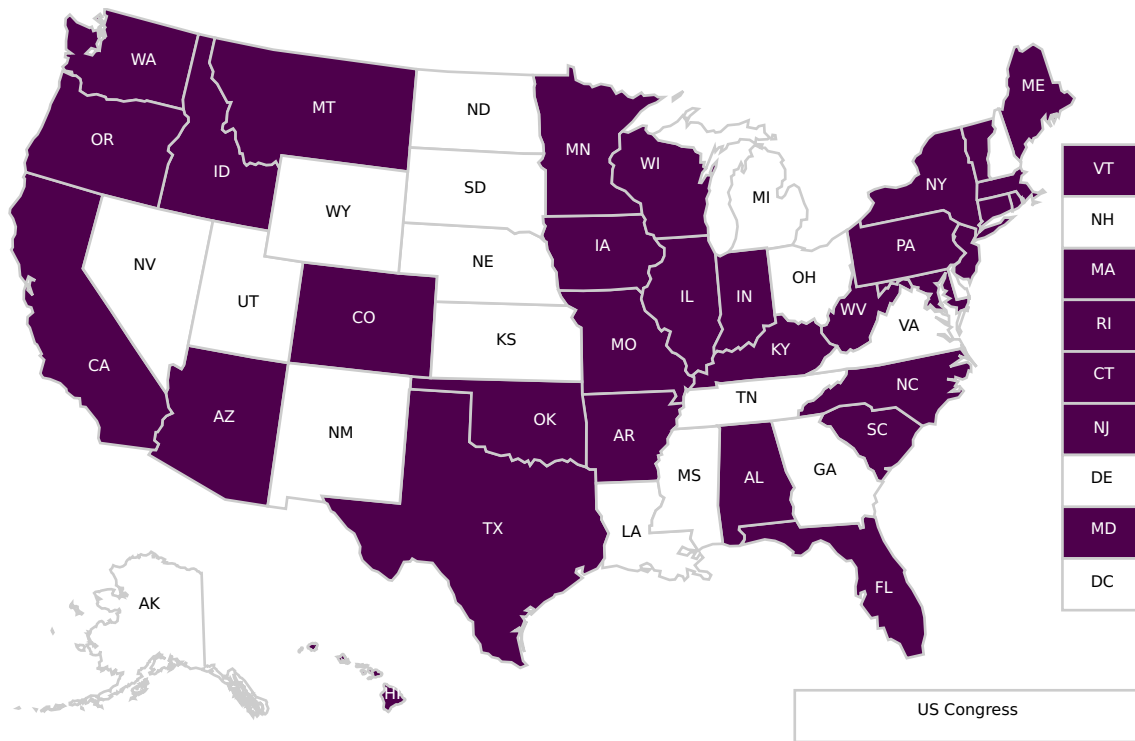 WA
MT
ND
ME
OR
MN
WI
VT
ID
SD
NY
MI
WY
NH
IA
PA
NE
NV
MA
OH
UT
IL
IN
WV
CO
RI
VA
KS
MO
KY
CA
CT
NC
TN
AZ
OK
SC
NM
AR
NJ
GA
MS
AL
DE
TX
LA
MD
DC
FL
AK
HI
US Congress